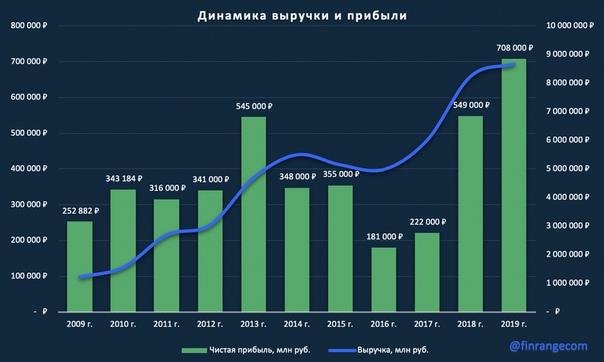 Динамика выручки и прибыли
800 000 ₽
700 000 ₽
600 000 ₽
500 000 ₽
400 000 ₽
300 000 ₽
200 000 ₽
100 000 ₽
- ₽
10 000 000 ₽
9 000 000 ₽
8 000 000 ₽
7 000 000 ₽
6 000 000 ₽
5 000 000 ₽
4 000 000 ₽
3 000 000 ₽
2 000 000 ₽
1 000 000 ₽
- ₽
252 882 ₽
343 184 ₽
316 000 ₽
341 000 ₽
545 000 ₽
348 000 ₽
355 000 ₽
181 000 ₽
222 000 ₽
549 000 ₽
708 000 ₽
2009 г. 2010 г. 2011 г. 2012 г. 2013 г. 2014 г. 2015 г. 2016 г. 2017 г. 2018 г. 2019 г.
Чистая прибыль, млн руб. Выручка, млн руб.
@finrangecom